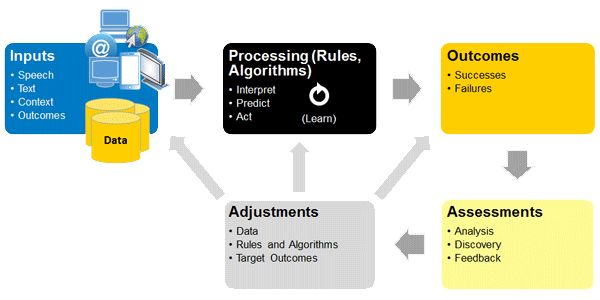 Inputs
• Speech
• Text
• Context
• Outcomes
@
Data
Processing (Rules,
Algorithms)
• Interpret
• Predict
• Act
(Learn)
Outcomes
• Successes
• Failures
Adjustments
• Data
• Rules and Algorithms
• Target Outcomes
Assessments
• Analysis
• Discovery
• Feedback